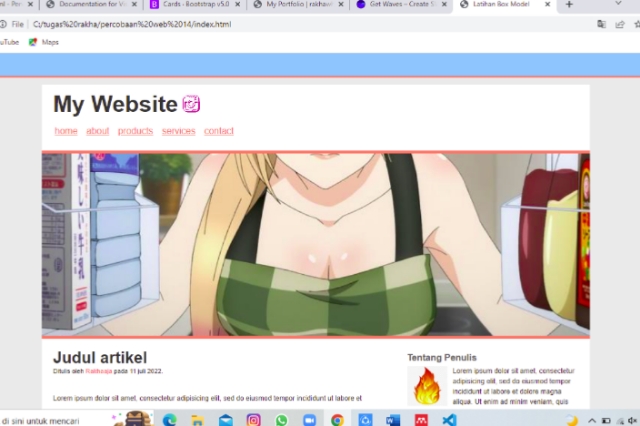 Documentation for Vi
Cards · Bootstrap v5.0
My Portfolio | rakhaw
Get Waves – Create S
Latihan Box Model
File
C:/tugas%20rakha/percobaan%20web%2014/index.html
uTube
Maps
My Website
home about products services contact
Judul artikel
Ditulis oleh Rakhaaja pada 11 juli 2022.
Lorem ipsum dolor sit amet, consectetur adipisicing elit, sed do eiusmod tempor incididunt ut labore et
Tentang Penulis
Lorem ipsum dolor sit amet, consectetur
adipisicing elit, sed do eiusmod tempor
incididunt ut labore et dolore magna
aliqua. Ut enim ad minim veniam, quis
di sini untuk mencari